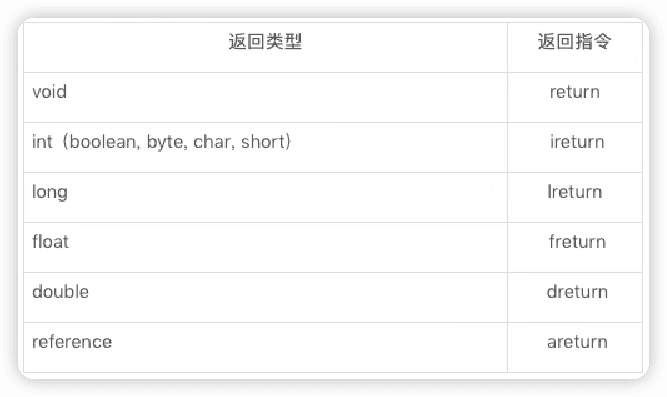 返回类型 返回指令
void return
int（boolean, byte, char, short） ireturn
long lreturn
float freturn
double dreturn
reference areturn